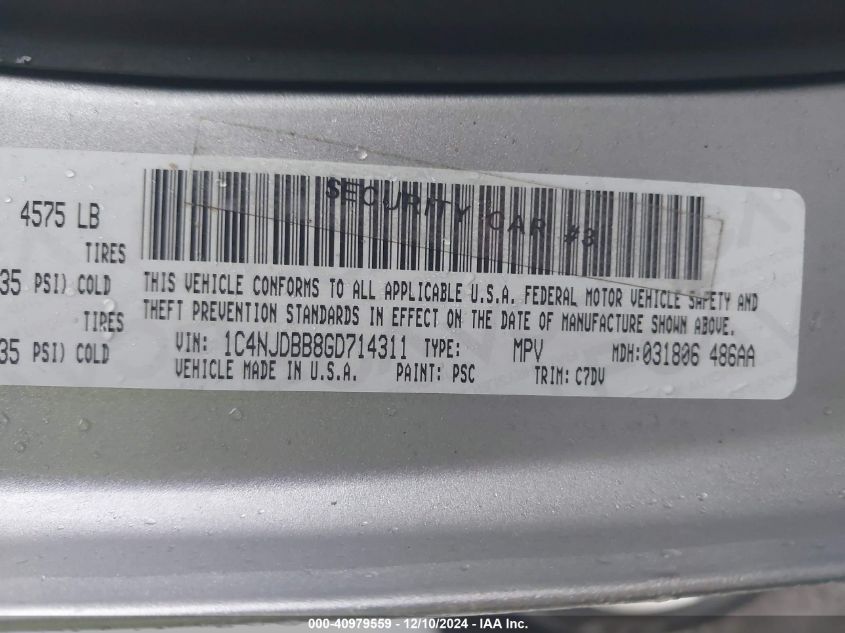 SECURITY CAR #3
4575 LB
TIRES
35 PSI) COLD
TIRES
35 PSI) COLD
THIS VEHICLE CONFORMS TO ALL APPLICABLE U.S.A. FEDERAL MOTOR VEHICLE SAFETY AND
THEFT PREVENTION STANDARDS IN EFFECT ON THE DATE OF MANUFACTURE SHOWN ABOVE.
VIN: 1C4NJDBB8GD714311 TYPE: MPV MDH:031806 486AA
VEHICLE MADE IN U.S.A. PAINT: PSC TRIM: C7DV
000-40979559 - 12/10/2024 - IAA Inc.